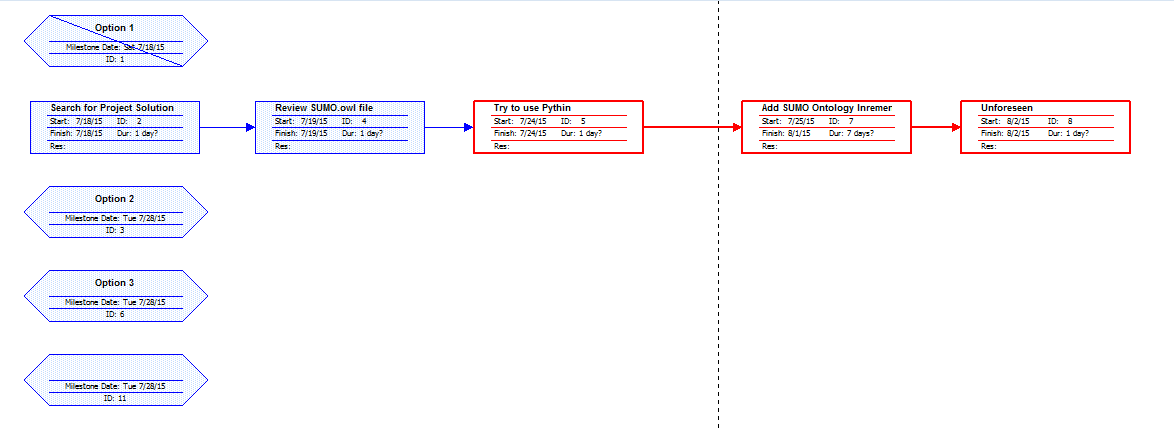 Option 1
Milestone Date: Sat 7/18/15
ID: 1
Search for Project Solution
Start: 7/18/15 ID: 2
Finish: 7/18/15 Dur: 1 day?
Res:
Review SUMO.owl file
Start: 7/19/15 ID: 4
Finish: 7/19/15 Dur: 1 day?
Res:
Try to use Pythin
Start: 7/24/15 ID: 5
Finish: 7/24/15 Dur: 1 day?
Res:
Add SUMO Ontology Inremer
Start: 7/25/15 ID: 7
Finish: 8/1/15 Dur: 7 days?
Res:
Unforeseen
Start: 8/2/15 ID: 8
Finish: 8/2/15 Dur: 1 day?
Res:
Option 2
Milestone Date: Tue 7/28/15
ID: 3
Option 3
Milestone Date: Tue 7/28/15
ID: 6
Milestone Date: Tue 7/28/15
ID: 11